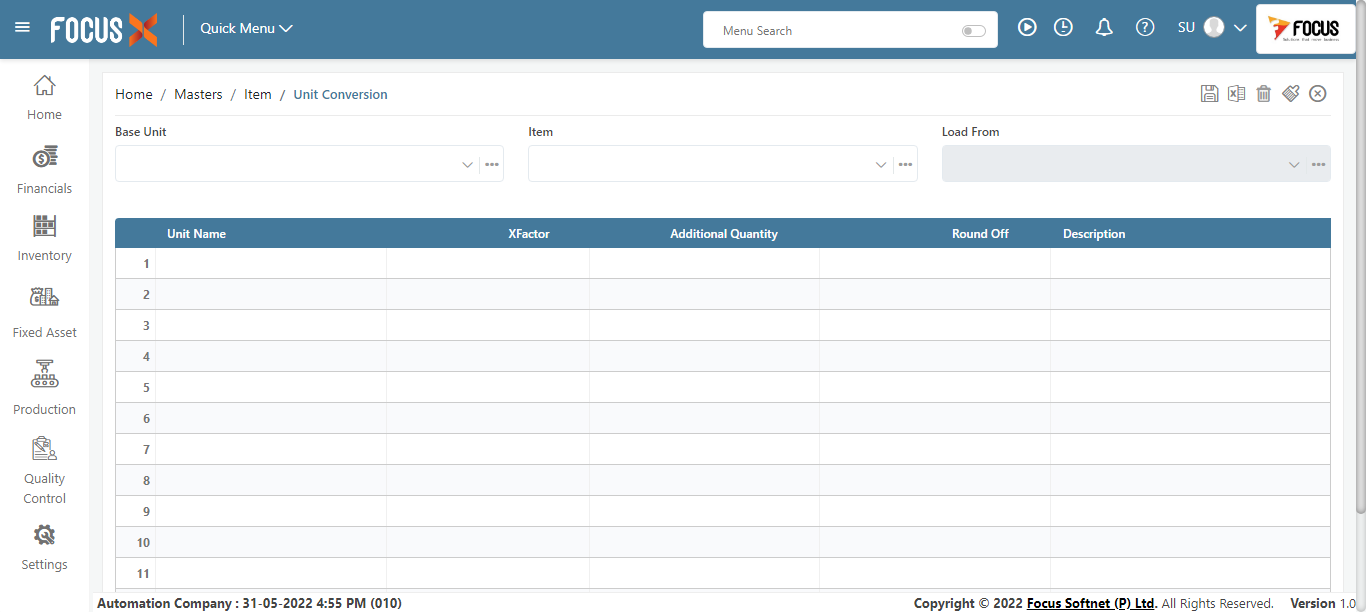 FOCUS X
Quick Menu
Menu Search
SU
FOCUS
Home
Financials
Inventory
Fixed Asset
Production
Quality
Control
Settings
Home / Masters / Item / Unit Conversion
Base Unit
Item
Load From
Unit Name XFactor Additional Quantity Round Off Description
1
2
3
4
5
6
7
8
9
10
11
Automation Company : 31-05-2022 4:55 PM (010)
Copyright © 2022 Focus Softnet (P) Ltd. All Rights Reserved. Version 1.0